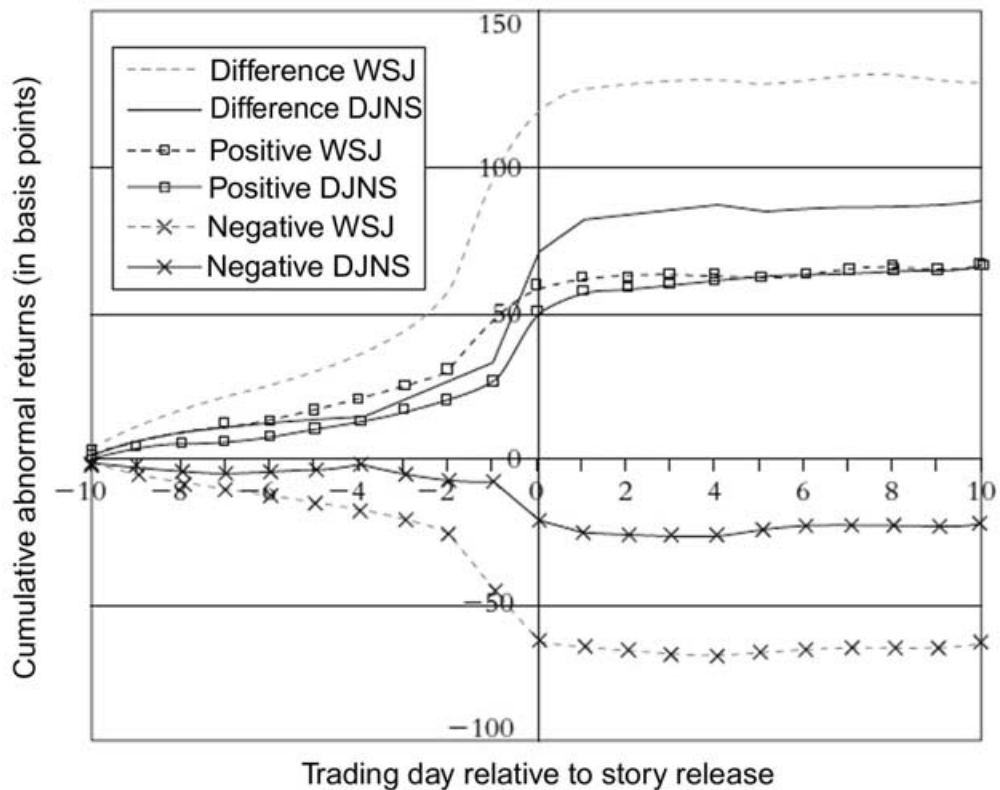 150
Difference WSJ
Difference DJNS
Positive WSJ
Positive DJNS
Negative WSJ
Negative DJNS
100
50
0
−10 −8 −6 −4 −2 0 2 4 6 8 10
−50
−100
Cumulative abnormal returns (in basis points)
Trading day relative to story release